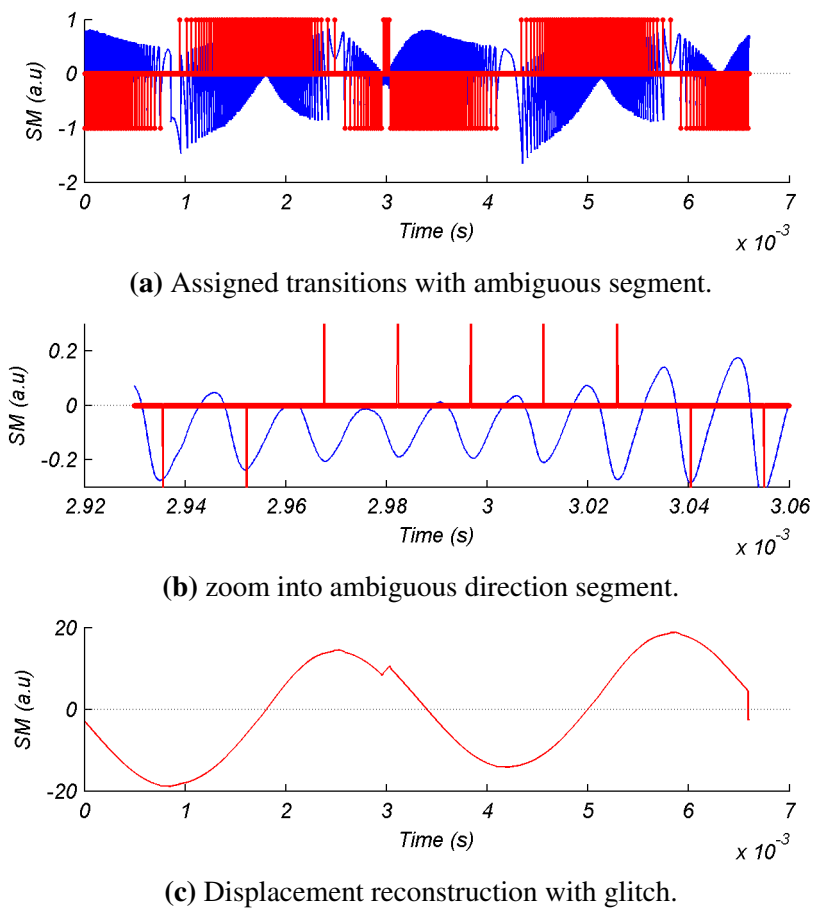 1
0
-1
-2
SM (a.u)
0 1 2 3 4 5 6 7
Time (s)
x 10^-3
(a) Assigned transitions with ambiguous segment.
0.2
0
-0.2
SM (a.u)
2.92 2.94 2.96 2.98 3 3.02 3.04 3.06
Time (s)
x 10^-3
(b) zoom into ambiguous direction segment.
20
0
-20
SM (a.u)
0 1 2 3 4 5 6 7
Time (s)
x 10^-3
(c) Displacement reconstruction with glitch.